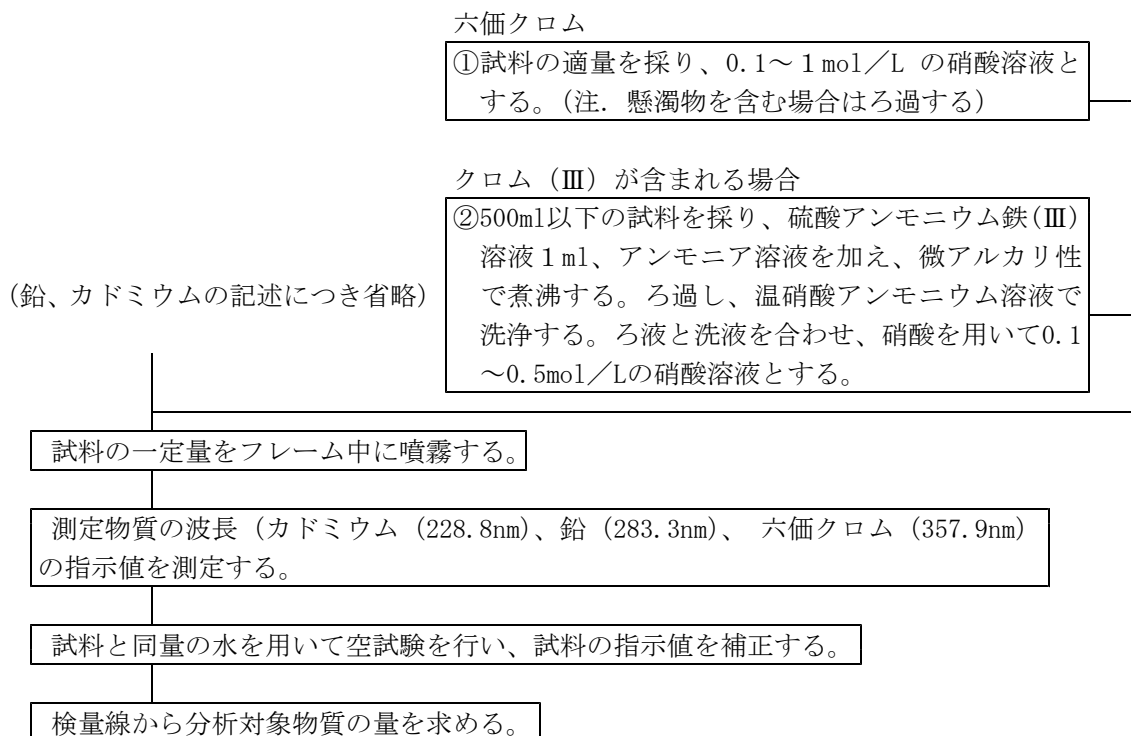 六価クロム
①試料の適量を採り、0.1～１mol／L の硝酸溶液と
する。(注. 懸濁物を含む場合はろ過する)
クロム（Ⅲ）が含まれる場合
②500ml以下の試料を採り、硫酸アンモニウム鉄(Ⅲ)
溶液１ml、アンモニア溶液を加え、微アルカリ性
で煮沸する。ろ過し、温硝酸アンモニウム溶液で
洗浄する。ろ液と洗液を合わせ、硝酸を用いて0.1
～0.5mol／Lの硝酸溶液とする。
(鉛、カドミウムの記述につき省略)
試料の一定量をフレーム中に噴霧する。
測定物質の波長（カドミウム（228.8nm)、鉛（283.3nm)、 六価クロム（357.9nm)
の指示値を測定する。
試料と同量の水を用いて空試験を行い、試料の指示値を補正する。
検量線から分析対象物質の量を求める。